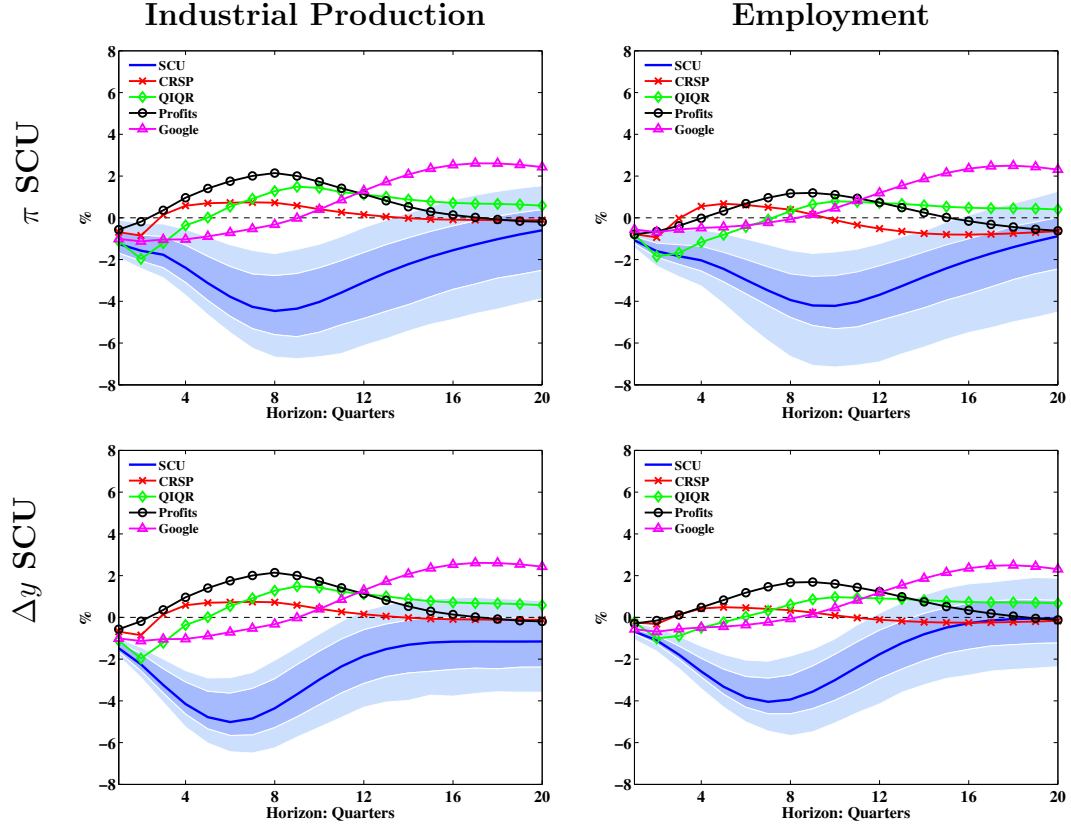 Industrial Production Employment
π SCU
8
6
4
2
0
−2
−4
−6
−8
%
SCU
CRSP
QIQR
Profits
Google
4 8 12 16 20
Horizon: Quarters
8
6
4
2
0
−2
−4
−6
−8
%
SCU
CRSP
QIQR
Profits
Google
4 8 12 16 20
Horizon: Quarters
Δy SCU
8
6
4
2
0
−2
−4
−6
−8
%
SCU
CRSP
QIQR
Profits
Google
4 8 12 16 20
Horizon: Quarters
8
6
4
2
0
−2
−4
−6
−8
%
SCU
CRSP
QIQR
Profits
Google
4 8 12 16 20
Horizon: Quarters